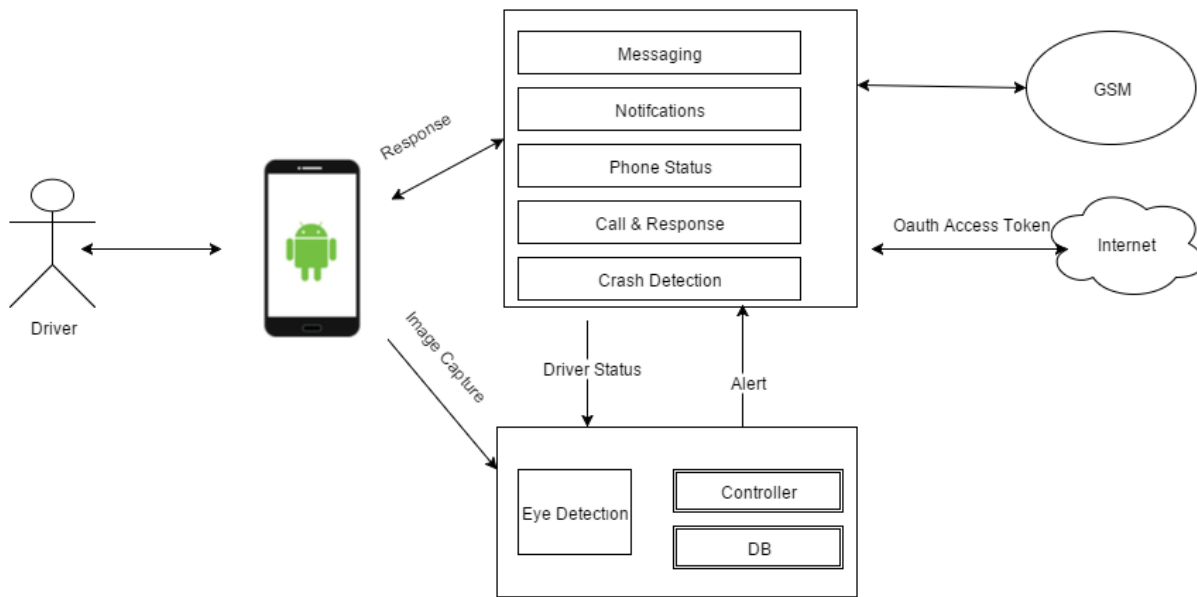 Messaging
Notifcations
Phone Status
Call & Response
Crash Detection
GSM
Response
Oauth Access Token
Internet
Driver
Image Capture
Driver Status
Alert
Eye Detection
Controller
DB